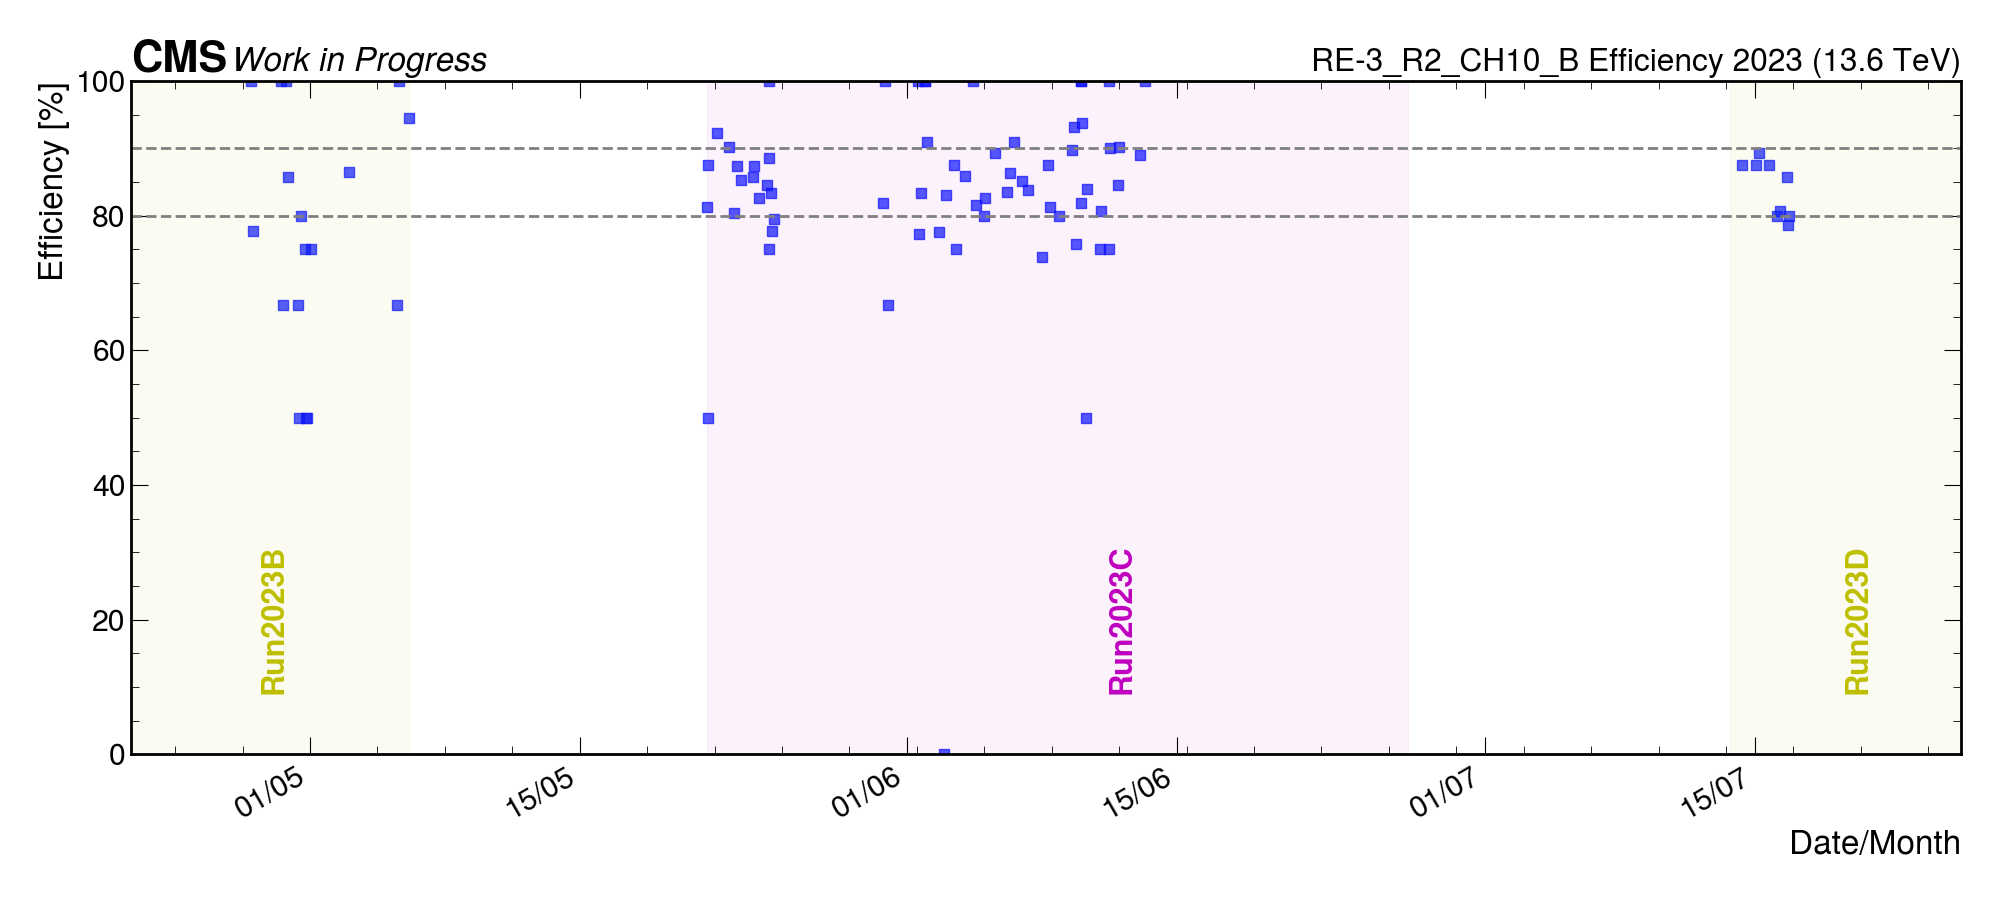 CMS Work in Progress
RE-3_R2_CH10_B Efficiency 2023 (13.6 TeV)
Efficiency [%]
100
80
60
40
20
0
Run2023B
Run2023C
Run2023D
01/05
15/05
01/06
15/06
01/07
15/07
Date/Month